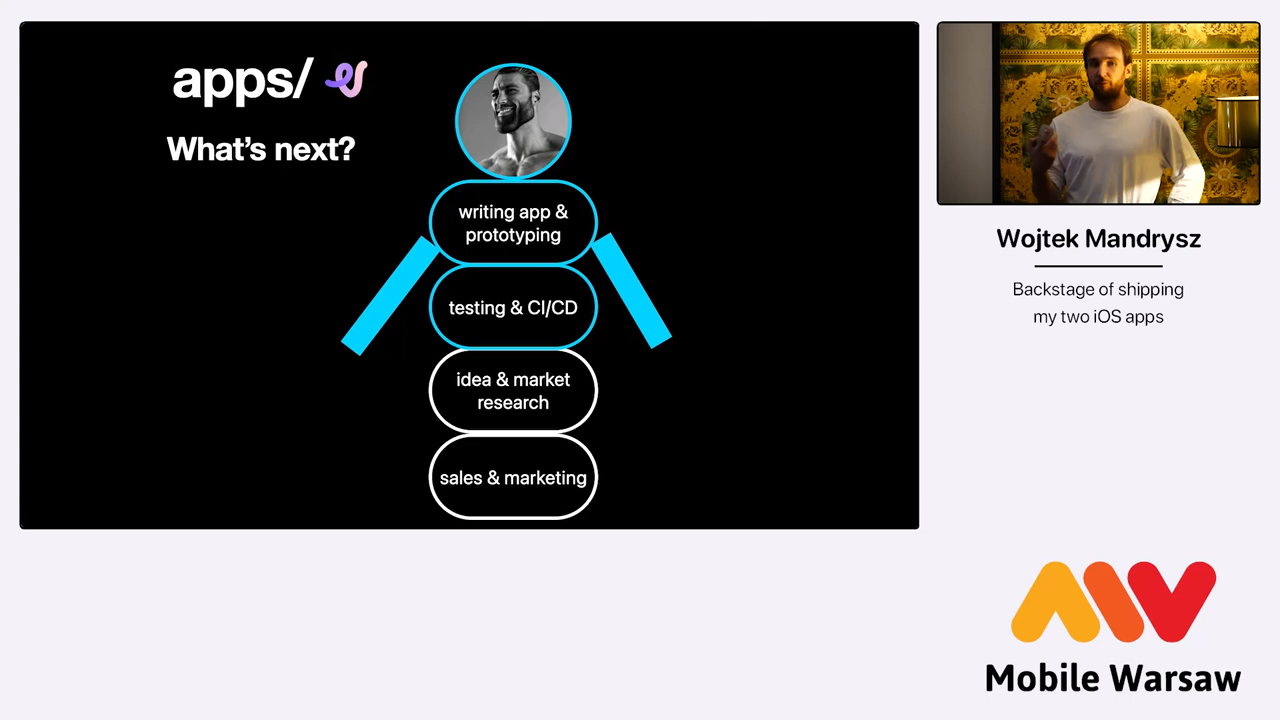 apps/
What's next?
writing app &
prototyping
testing & CI/CD
idea & market
research
sales & marketing
Wojtek Mandrysz
Backstage of shipping
my two iOS apps
Mobile Warsaw